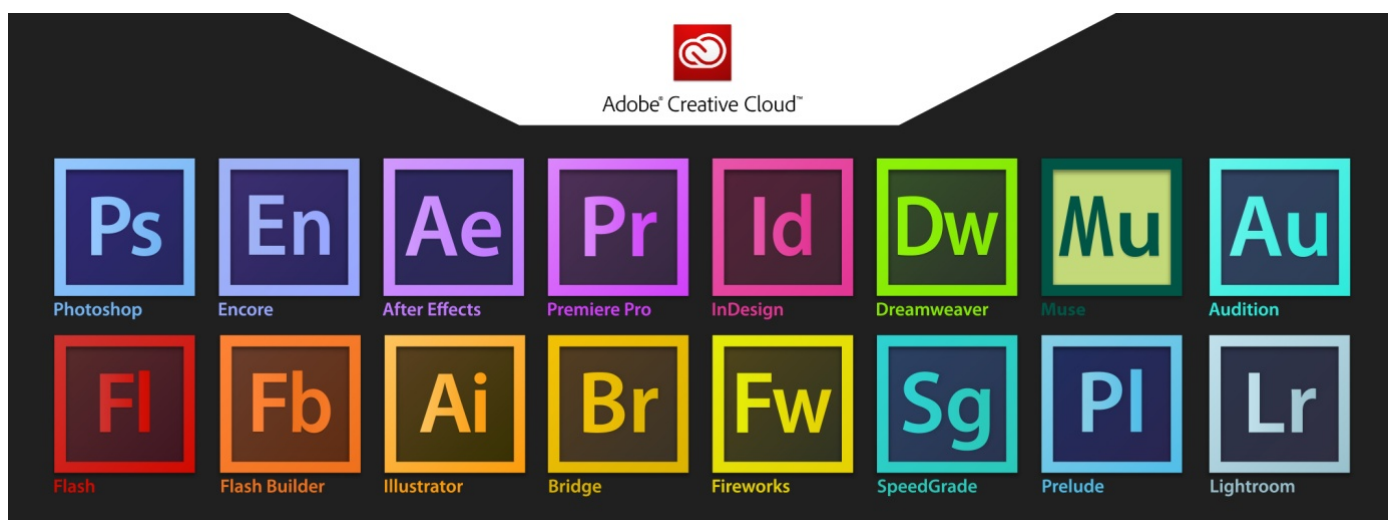 Adobe® Creative Cloud™
Ps En Ae Pr Id Dw Mu Au
Photoshop Encore After Effects Premiere Pro InDesign Dreamweaver Muse Audition
Fl Fb Ai Br Fw Sg Pl Lr
Flash Flash Builder Illustrator Bridge Fireworks SpeedGrade Prelude Lightroom